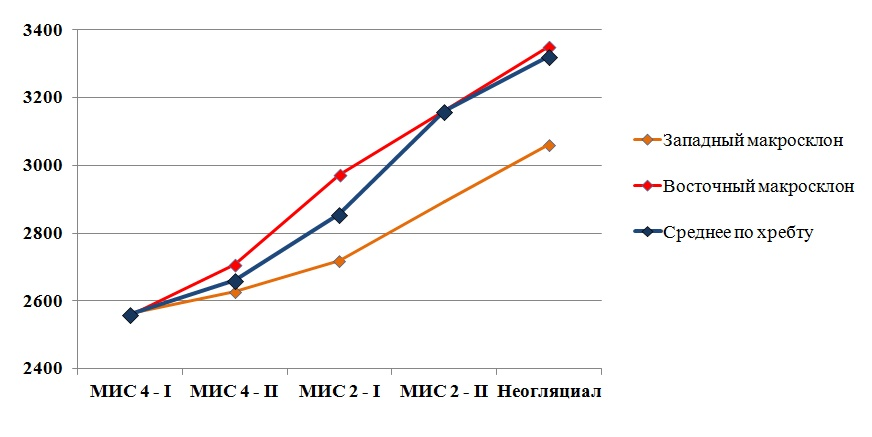 3400
3200
3000
2800
2600
2400
МИС 4 - I МИС 4 - II МИС 2 - I МИС 2 - II Неогляциал
Западный макросклон
Восточный макросклон
Среднее по хребту